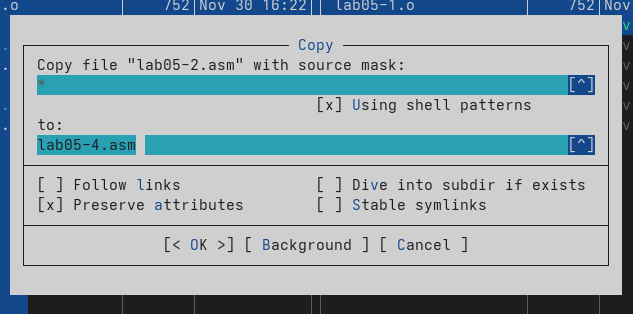 .o 752 Nov 30 16:22 lab05-1.o 752 Nov
Copy
Copy file "lab05-2.asm" with source mask:
* [^]
[x] Using shell patterns
to:
lab05-4.asm [^]
[ ] Follow links [ ] Dive into subdir if exists
[x] Preserve attributes [ ] Stable symlinks
[< OK >] [ Background ] [ Cancel ]